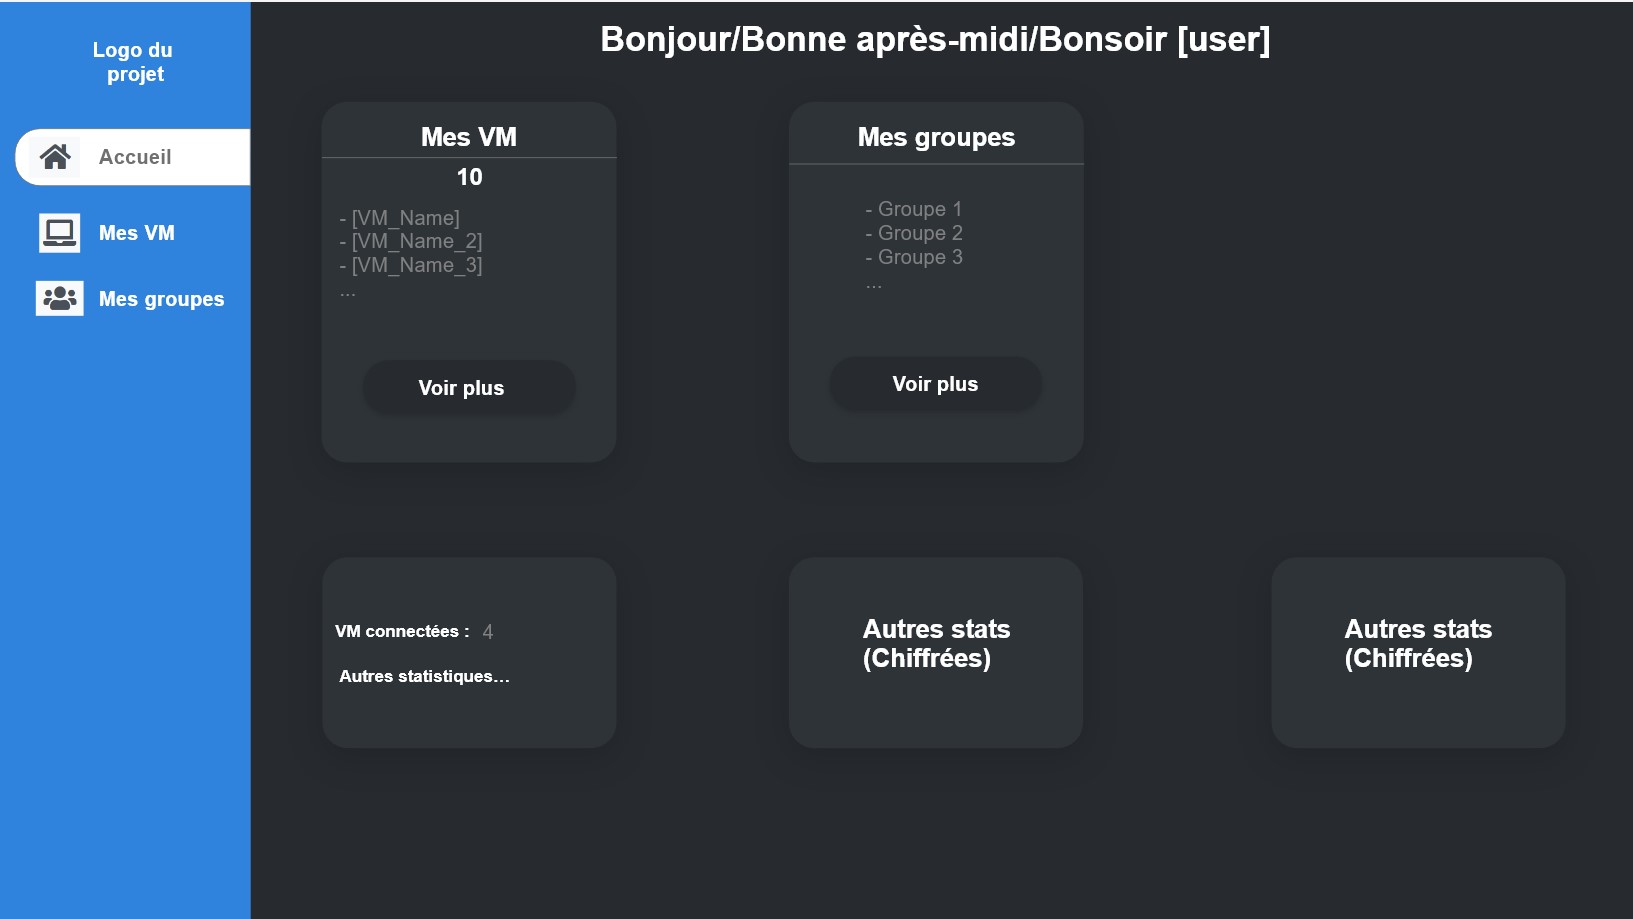 Logo du
projet
Accueil
Mes VM
Mes groupes
Bonjour/Bonne après-midi/Bonsoir [user]
Mes VM
10
- [VM_Name]
- [VM_Name_2]
- [VM_Name_3]
...
Voir plus
Mes groupes
- Groupe 1
- Groupe 2
- Groupe 3
...
Voir plus
VM connectées : 4
Autres statistiques...
Autres stats
(Chiffrées)
Autres stats
(Chiffrées)